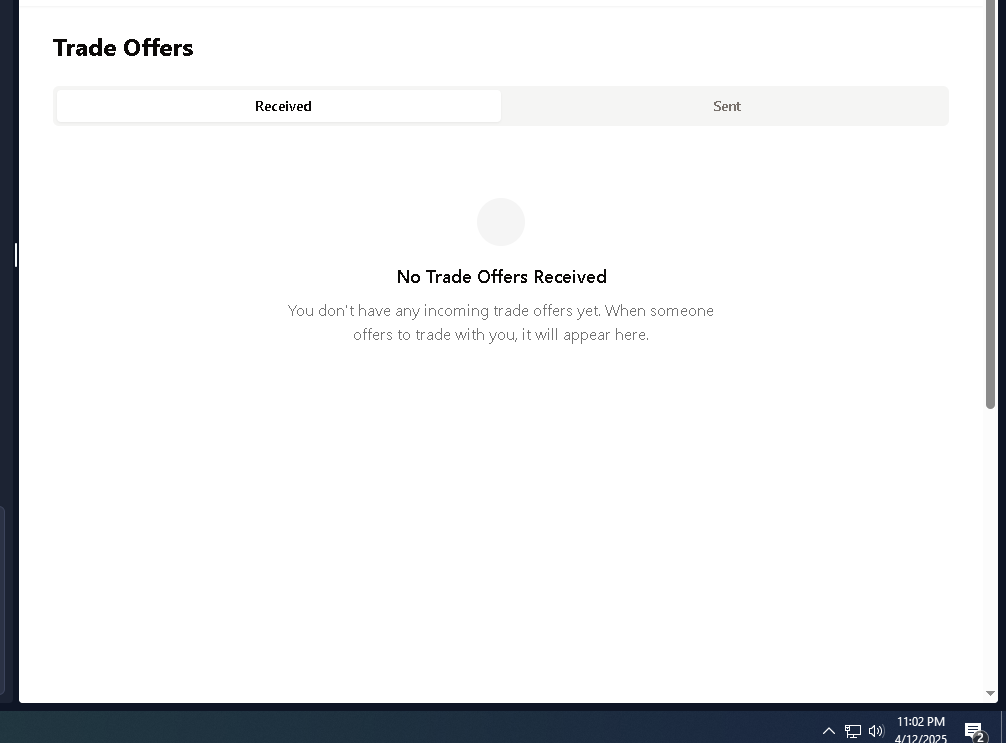 Trade Offers
Received
Sent
No Trade Offers Received
You don't have any incoming trade offers yet. When someone
offers to trade with you, it will appear here.
11:02 PM
4/12/2025
2